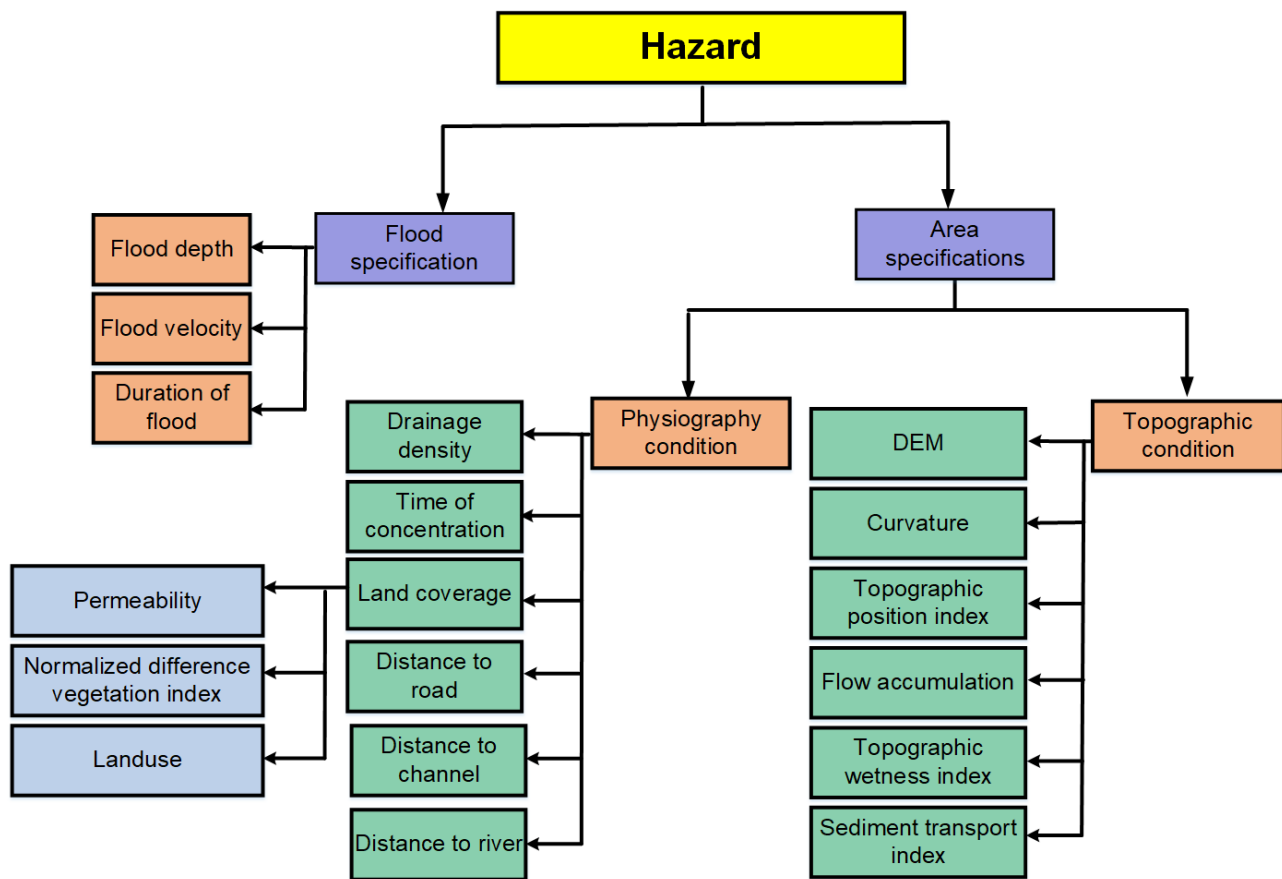 Hazard
Flood
specification
Area
specifications
Flood depth
Flood velocity
Duration of
flood
Physiography
condition
Topographic
condition
Drainage
density
Time of
concentration
Land coverage
Distance to
road
Distance to
channel
Distance to river
Permeability
Normalized difference
vegetation index
Landuse
DEM
Curvature
Topographic
position index
Flow accumulation
Topographic
wetness index
Sediment transport
index